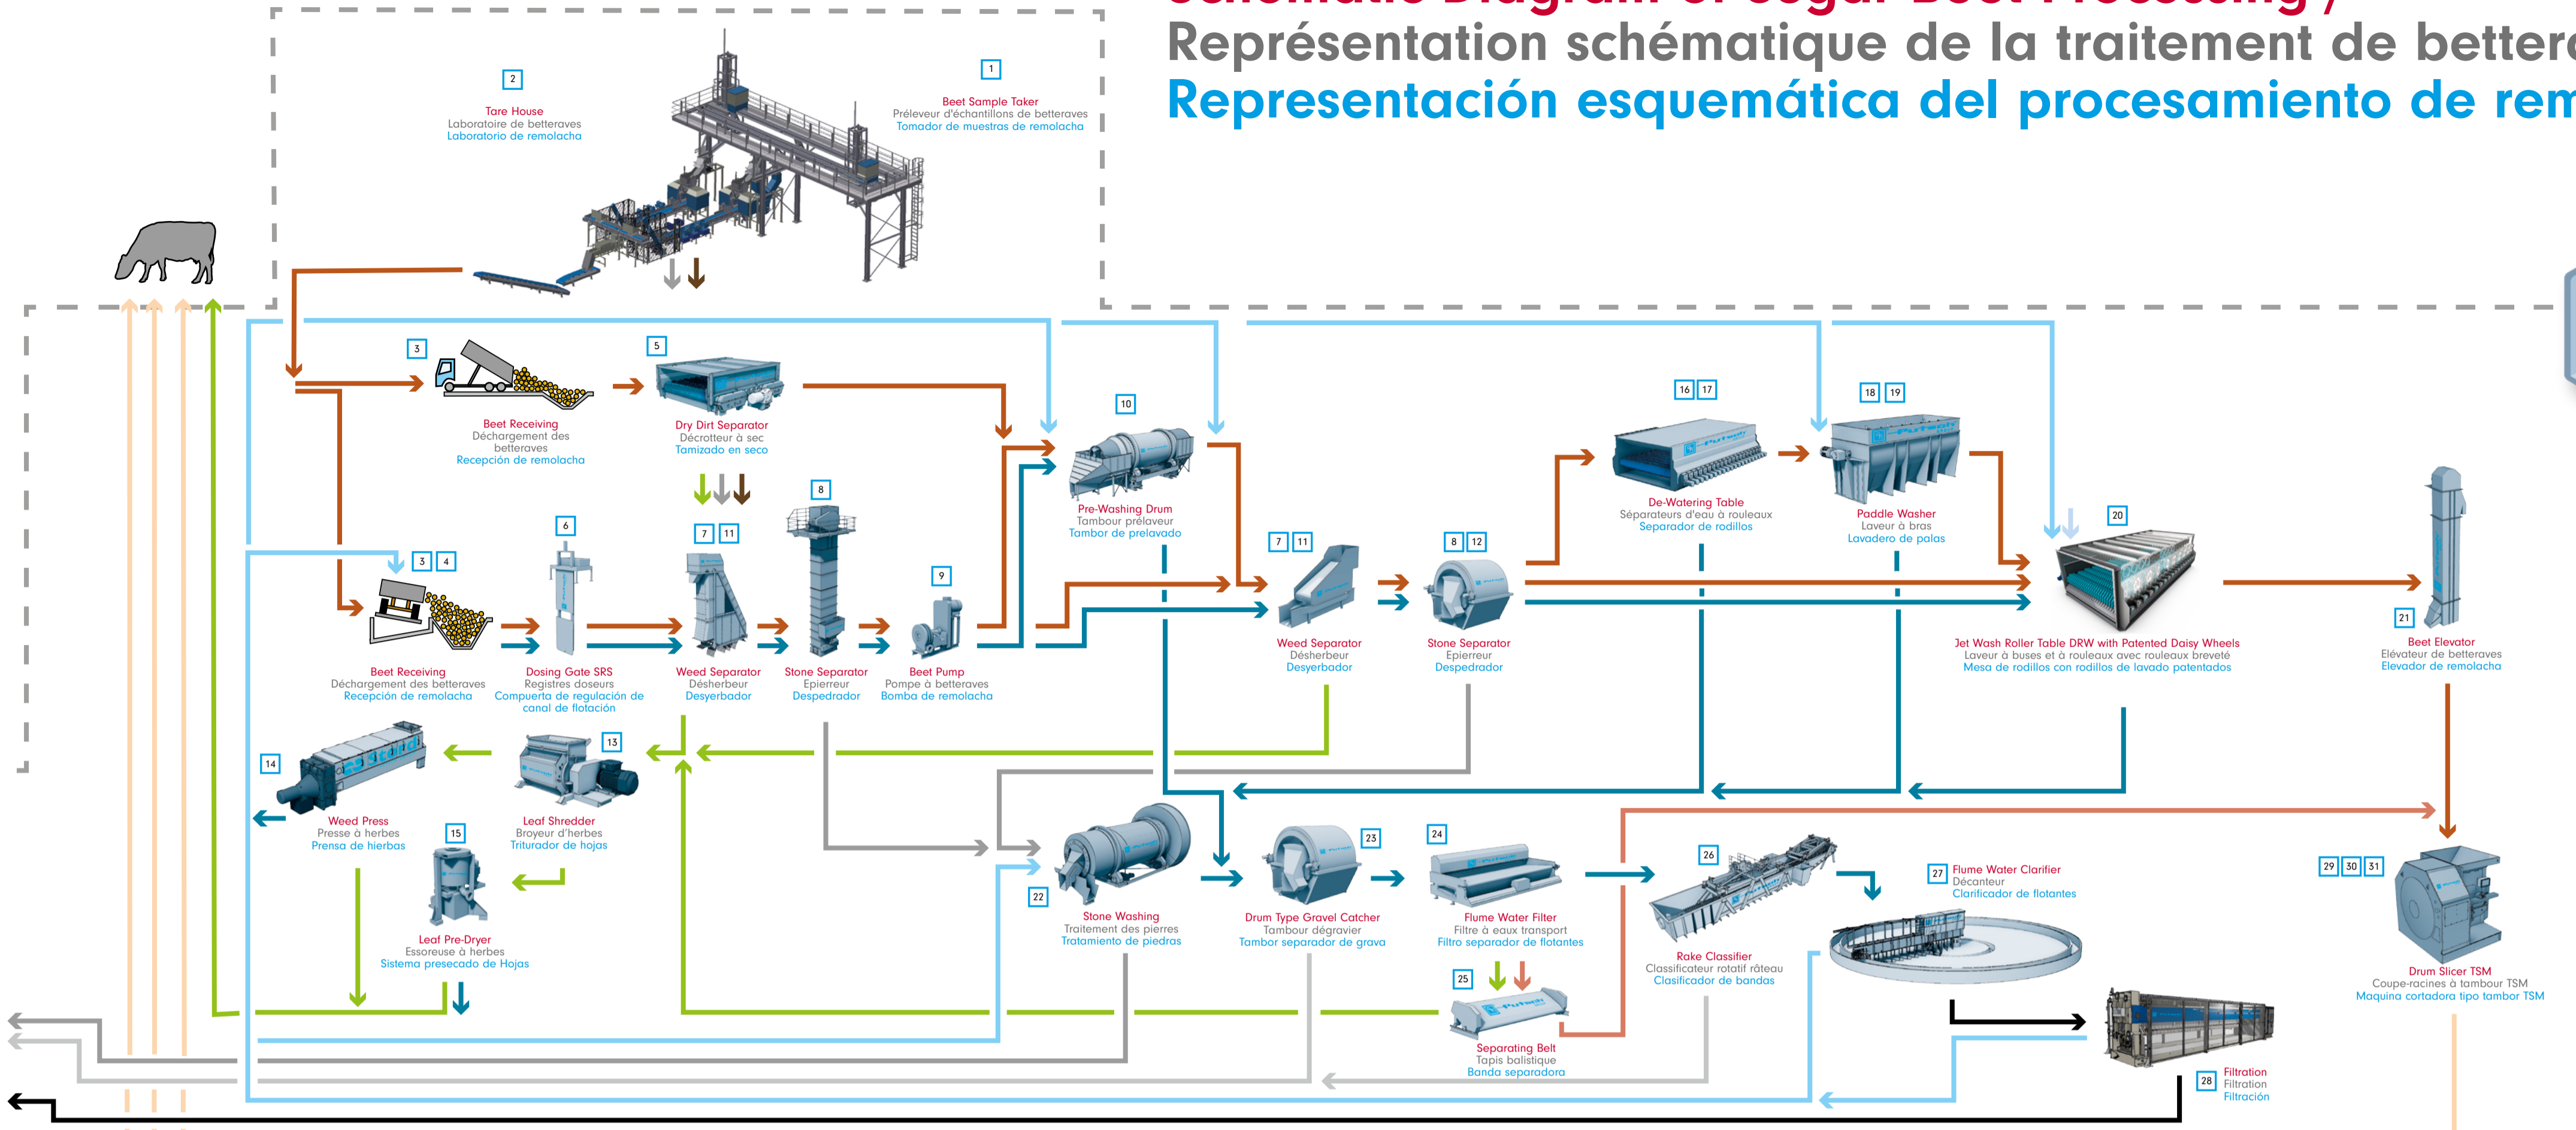 Schematic Diagram of Sugar Beet Processing /
Représentation schématique de la traitement de
Representación esquemática del procesamiento de
2
Tare House
Laboratoire de betteraves
Laboratorio de remolacha
1
Beet Sample Taker
Préleveur d'échantillons de betteraves
Tomador de muestras de remolacha
3
Beet Receiving
Déchargement des
betteraves
Recepción de remolacha
5
Dry Dirt Separator
Décrotteur à sec
Tamizado en seco
10
Pre-Washing Drum
Tambour prélaveur
Tambor de prelavado
16 17
De-Watering Table
Séparateurs d'eau à rouleaux
Separador de rodillos
18 19
Paddle Washer
Laveur à bras
Lavadero de palas
3 4
Beet Receiving
Déchargement des betteraves
Recepción de remolacha
6
Dosing Gate SRS
Registres doseurs
Compuerta de regulación de
canal de flotación
7 11
Weed Separator
Désherbeur
Desyerbador
8
Stone Separator
Epierreur
Despedrador
9
Beet Pump
Pompe à betteraves
Bomba de remolacha
7 11
Weed Separator
Désherbeur
Desyerbador
8 12
Stone Separator
Epierreur
Despedrador
20
Jet Wash Roller Table DRW with Patented Daisy Wheels
Laveur à buses et à rouleaux avec rouleaux breveté
Mesa de rodillos con rodillos de lavado patentados
21
Beet Elevator
Elévateur de betteraves
Elevador de remolacha
14
Weed Press
Presse à herbes
Prensa de hierbas
13
Leaf Shredder
Broyeur d'herbes
Triturador de hojas
15
Leaf Pre-Dryer
Essoreuse à herbes
Sistema presecado de Hojas
22
Stone Washing
Traitement des pierres
Tratamiento de piedras
23
Drum Type Gravel Catcher
Tambour dégravier
Tambor separador de grava
24
Flume Water Filter
Filtre à eaux transport
Filtro separador de flotantes
25
Separating Belt
Tapis balistique
Banda separadora
26
Rake Classifier
Classificateur rotatif râteau
Clasificador de bandas
27
Flume Water Clarifier
Décanteur
Clarificador de flotantes
28
Filtration
Filtration
Filtración
29 30 31
Drum Slicer TSM
Coupe-racines à tambour TSM
Maquina cortadora tipo tambor TSM